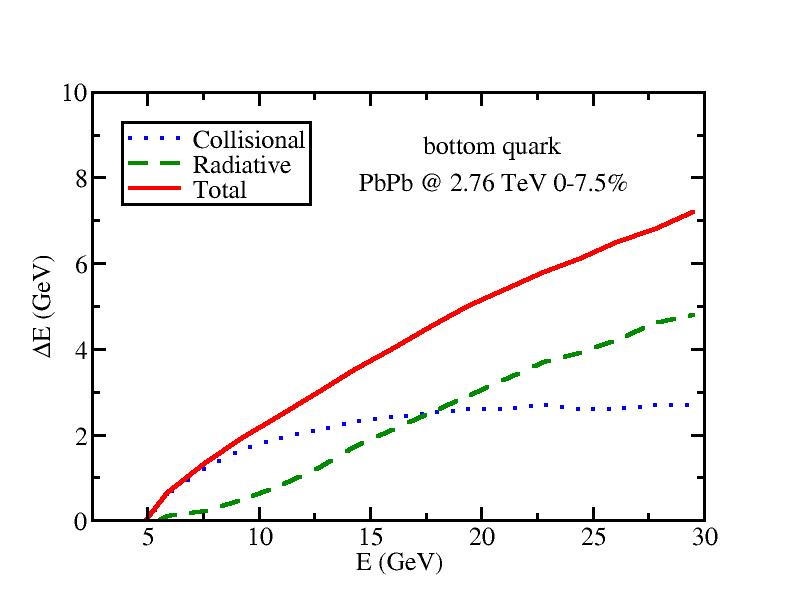 10
8
6
4
2
0
ΔE (GeV)
Collisional
Radiative
Total
bottom quark
PbPb @ 2.76 TeV 0-7.5%
5 10 15 20 25 30
E (GeV)